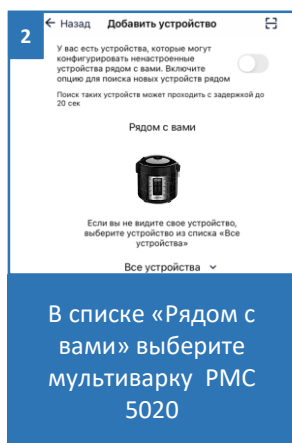 2
← Назад Добавить устройство
У вас есть устройства, которые могут
конфигурировать ненастроенные
устройства рядом с вами. Включите
опцию для поиска новых устройств рядом
Поиск таких устройств может проходить с задержкой до
20 сек
Рядом с вами
Если вы не видите свое устройство,
выберите устройство из списка «Все
устройства»
Все устройства
В списке «Рядом с
вами» выберите
мультиварку РМС
5020